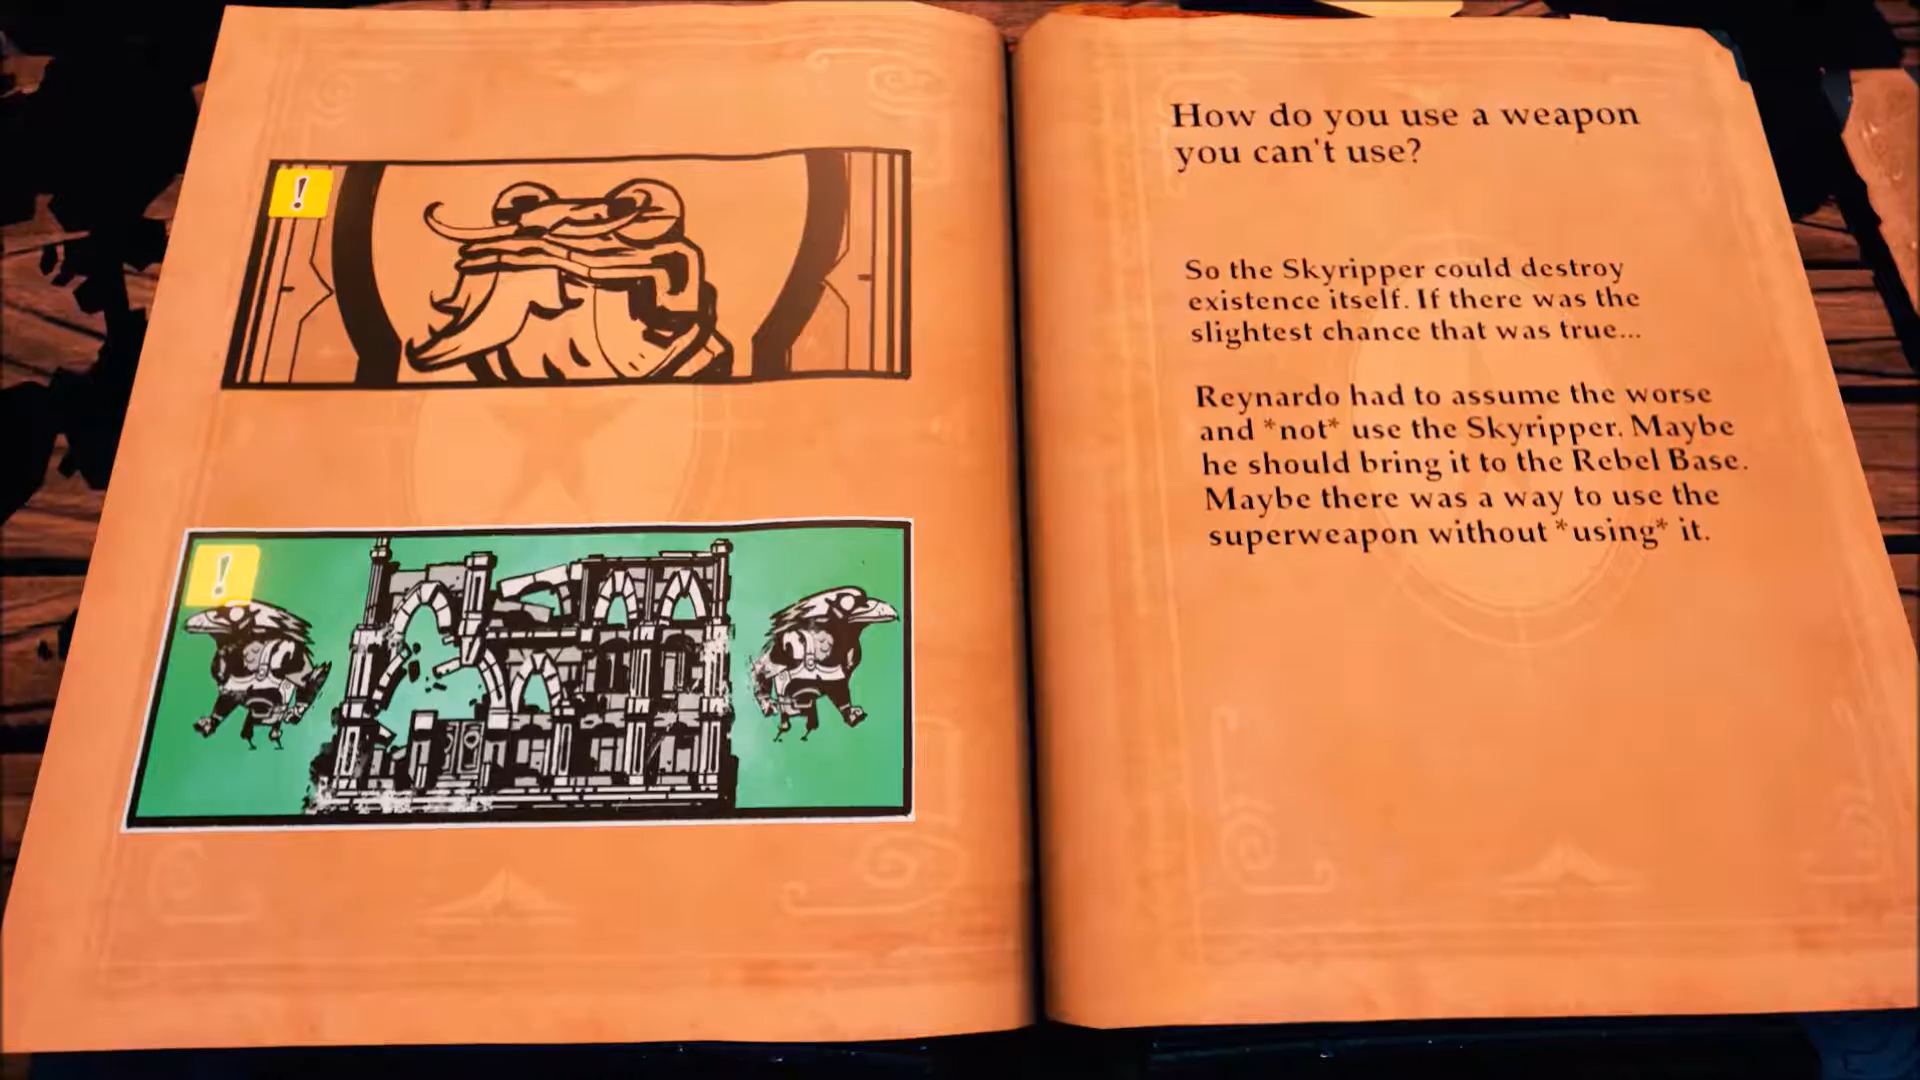 !
!
How do you use a weapon
you can't use?
So the Skyripper could destroy
existence itself. If there was the
slightest chance that was true...
Reynardo had to assume the worse
and *not* use the Skyripper. Maybe
he should bring it to the Rebel Base.
Maybe there was a way to use the
superweapon without *using* it.